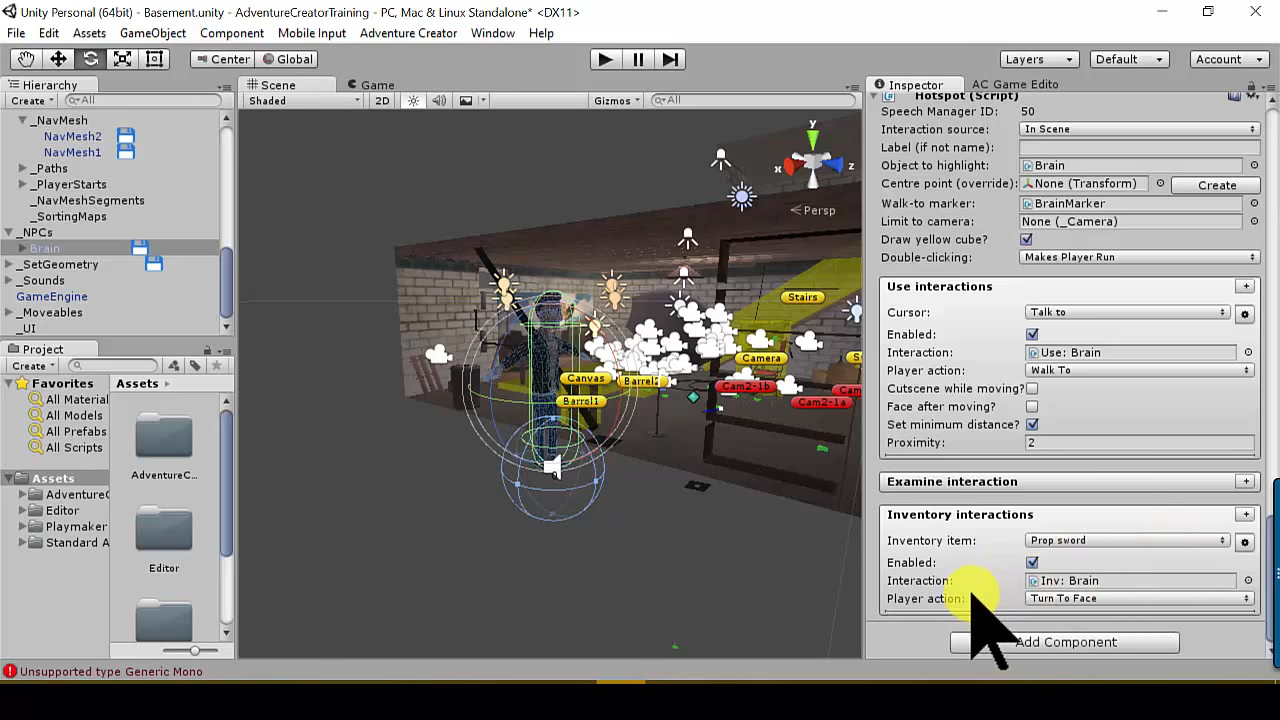 Unity Personal (64bit) - Basement.unity - AdventureCreatorTraining - PC, Mac & Linux Standalone* <DX11>
File Edit Assets GameObject Component Mobile Input Adventure Creator Window Help
Center Global Layers Default Account
Hierarchy Scene Game Inspector AC Game Edito
Create All Shaded 2D Gizmos All
Hotspot (Script)
_NavMesh
NavMesh2
NavMesh1
_Paths
_PlayerStarts
_NavMeshSegments
_SortingMaps
_NPCs
Brain
_SetGeometry
_Sounds
GameEngine
_Moveables
_UI
Project
Create
Favorites
All Material
All Models
All Prefabs
All Scripts
Assets
AdventureC
Editor
Playmaker
Standard A
Assets
AdventureC...
Editor
y
x
z
Persp
Stairs
Camera
Canvas
Barrel2
Barrel1
Cam2-1b
Cam2-1a
Speech Manager ID: 50
Interaction source: In Scene
Label (if not name):
Object to highlight: Brain
Centre point (override): None (Transform) Create
Walk-to marker: BrainMarker
Limit to camera: None (_Camera)
Draw yellow cube?
Double-clicking: Makes Player Run
Use interactions +
Cursor: Talk to
Enabled:
Interaction: Use: Brain
Player action: Walk To
Cutscene while moving?
Face after moving?
Set minimum distance?
Proximity: 2
Examine interaction +
Inventory interactions +
Inventory item: Prop sword
Enabled:
Interaction: Inv: Brain
Player action: Turn To Face
Add Component
Unsupported type Generic Mono